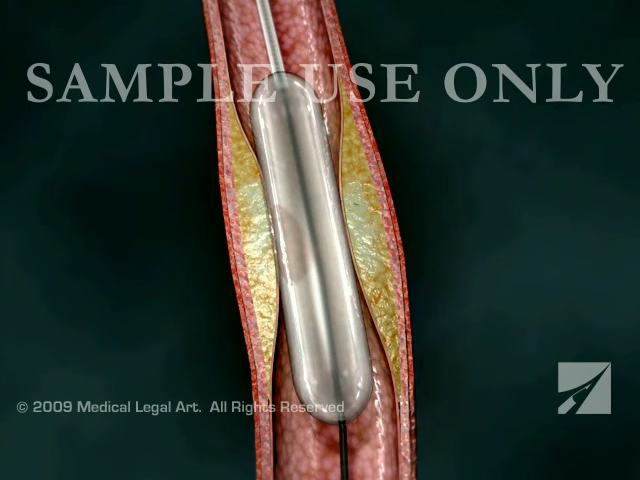 SAMPLE USE ONLY
© 2009 Medical Legal Art.  All Rights Reserved